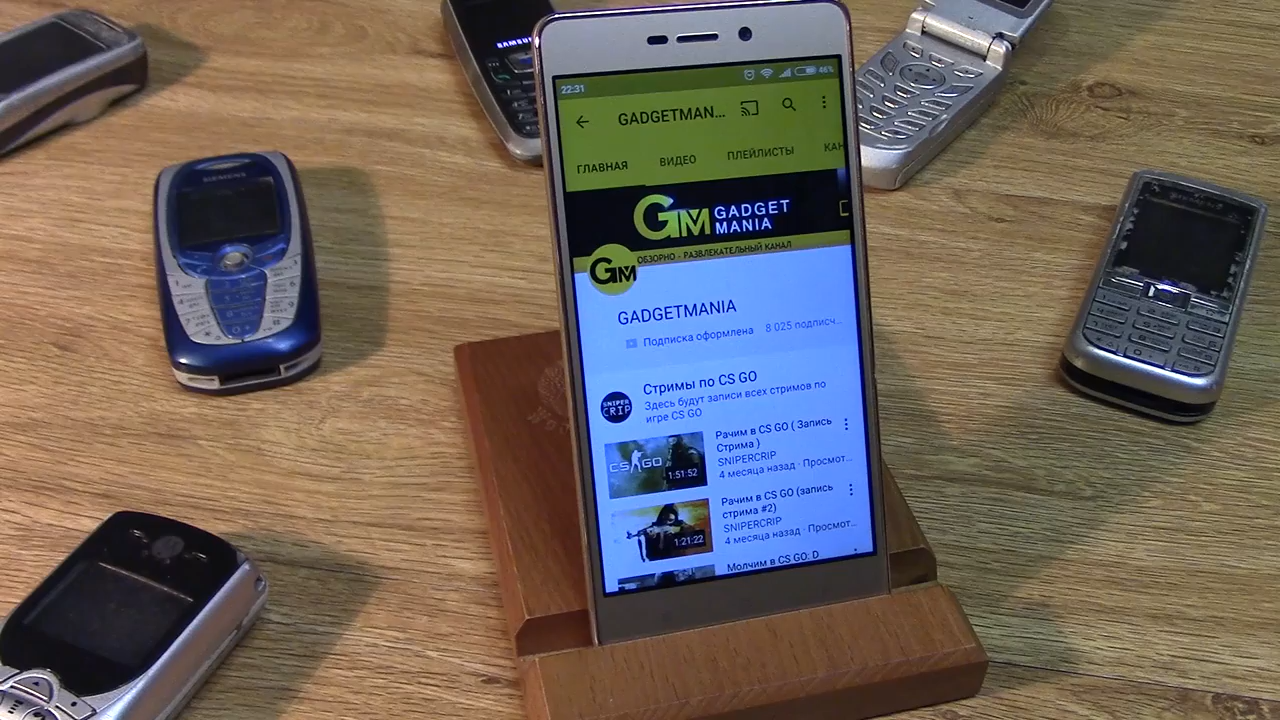 SAMSUNG
SIEMENS
22:31
46%
GADGETMAN...
ГЛАВНАЯ ВИДЕО ПЛЕЙЛИСТЫ КАН
GM GADGET
MANIA
ОБЗОРНО - РАЗВЛЕКАТЕЛЬНЫЙ КАНАЛ
GM
GADGETMANIA
Подписка оформлена 8 025 подписч...
Стримы по CS GO
SNIPER
CRIP
Здесь будут записи всех стримов по
игре CS GO
Рачим в CS GO ( Запись
Стрима )
SNIPERCRIP
4 месяца назад · Просмот...
CS GO
1:51:52
Рачим в CS GO (запись
стрима #2)
SNIPERCRIP
4 месяца назад · Просмот...
1:21:22
Молчим в CS GO: D